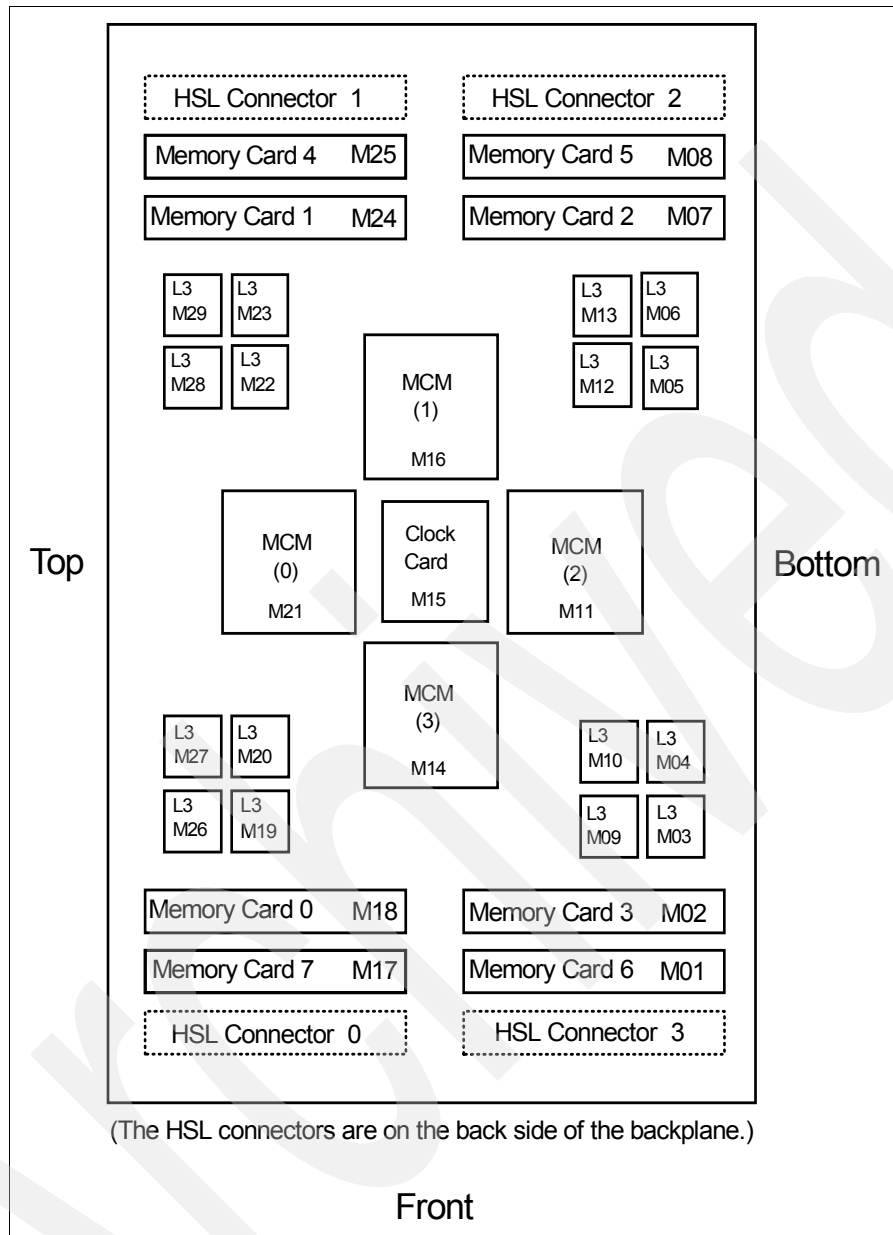 HSL Connector 1 HSL Connector 2
Memory Card 4 M25 Memory Card 5 M08
Memory Card 1 M24 Memory Card 2 M07
L3 L3 L3 L3
M29 M23 M13 M06
L3 L3 L3 L3
M28 M22 M12 M05
MCM
(1)
M16
Top
MCM
(0)
M21
Clock
Card
M15
MCM
(2)
M11
Bottom
MCM
(3)
M14
L3 L3 L3 L3
M27 M20 M10 M04
L3 L3 L3 L3
M26 M19 M09 M03
Memory Card 0 M18 Memory Card 3 M02
Memory Card 7 M17 Memory Card 6 M01
HSL Connector 0 HSL Connector 3
(The HSL connectors are on the back side of the backplane.)
Front
Archived